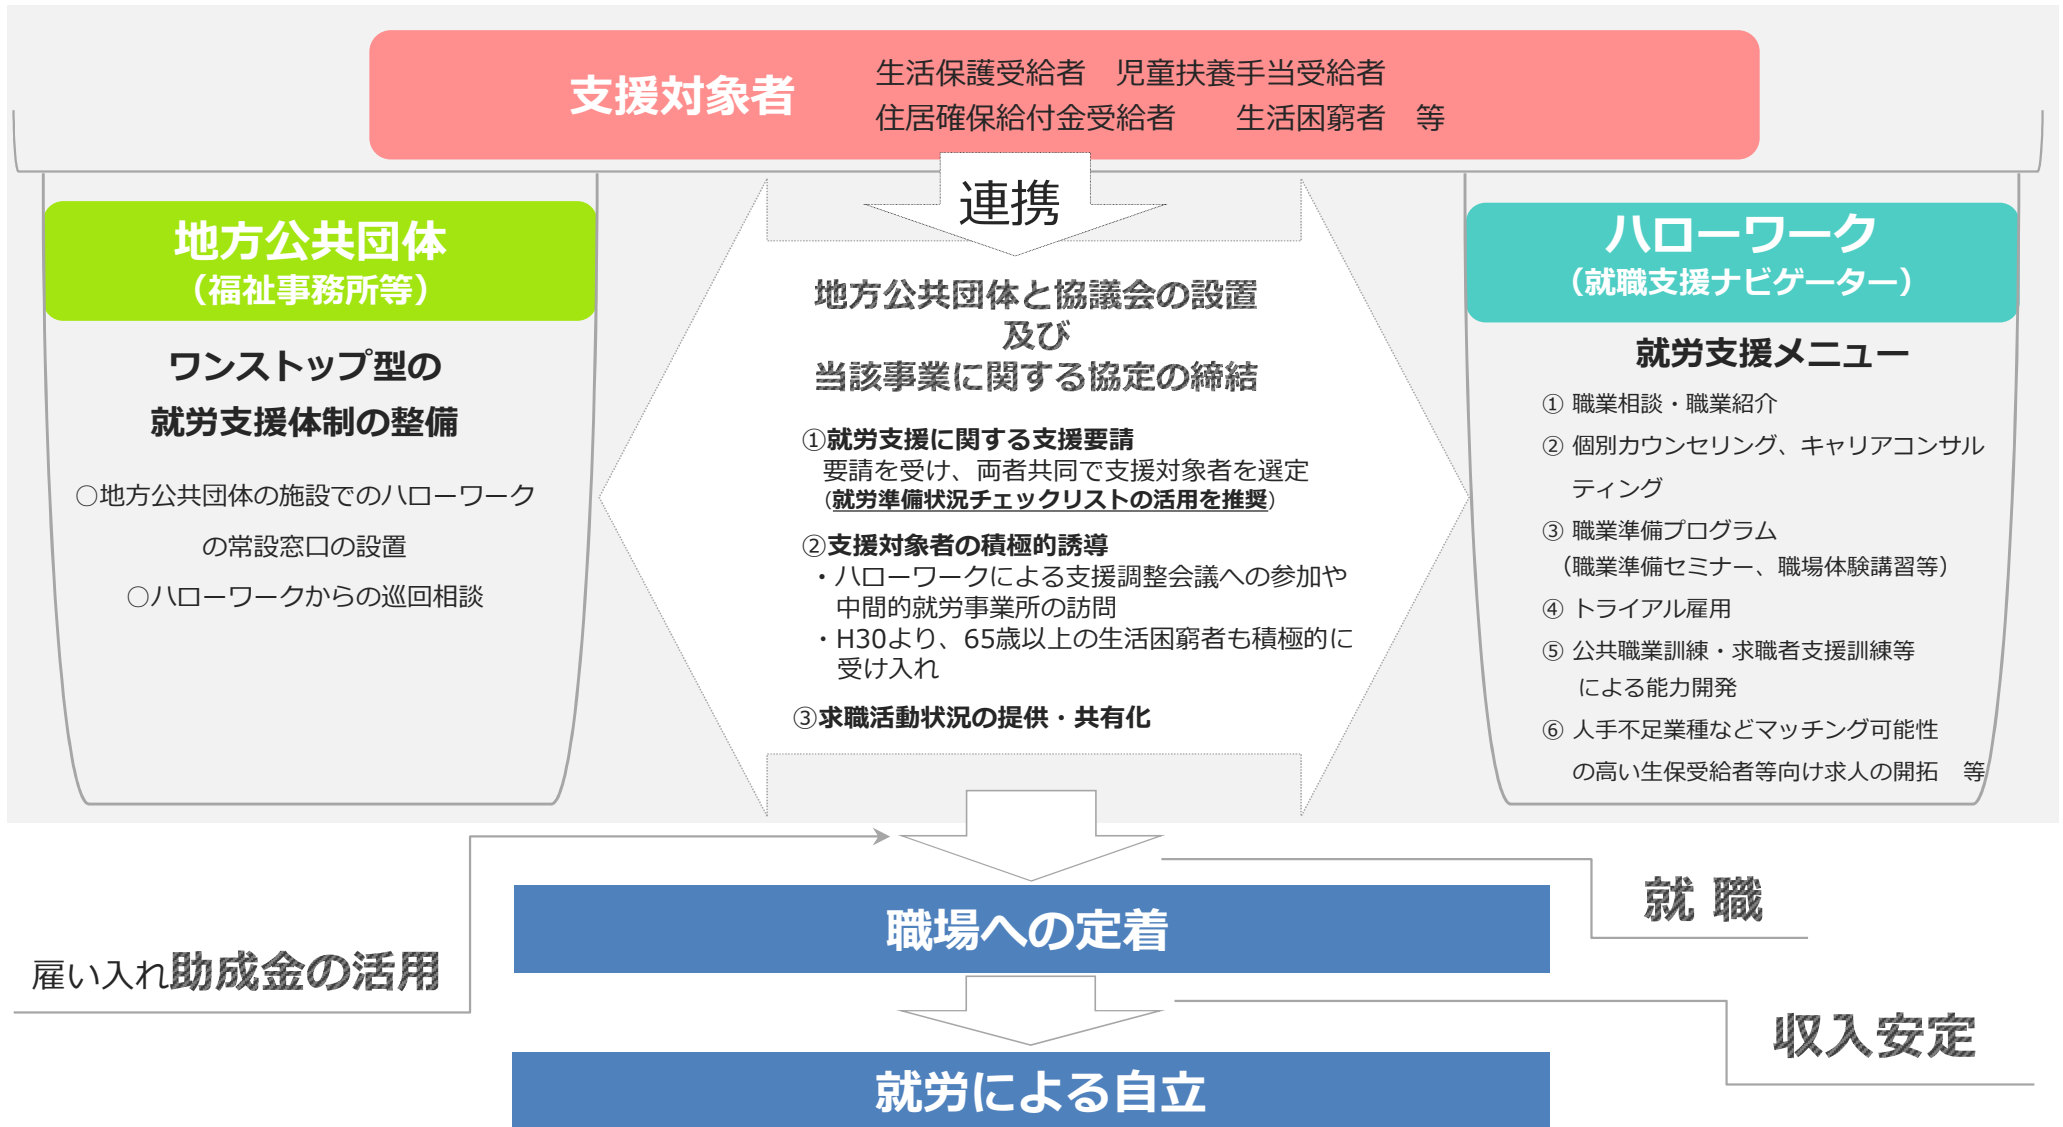 支援対象者
生活保護受給者　児童扶養手当受給者
住居確保給付金受給者　　生活困窮者　等
連携
地方公共団体
（福祉事務所等）
ワンストップ型の
就労支援体制の整備
○地方公共団体の施設でのハローワーク
の常設窓口の設置
○ハローワークからの巡回相談
地方公共団体と協議会の設置
及び
当該事業に関する協定の締結
①就労支援に関する支援要請
要請を受け、両者共同で支援対象者を選定
（就労準備状況チェックリストの活用を推奨）
②支援対象者の積極的誘導
・ハローワークによる支援調整会議への参加や
中間的就労事業所の訪問
・H30より、65歳以上の生活困窮者も積極的に
受け入れ
③求職活動状況の提供・共有化
ハローワーク
（就職支援ナビゲーター）
就労支援メニュー
① 職業相談・職業紹介
② 個別カウンセリング、キャリアコンサル
ティング
③ 職業準備プログラム
（職業準備セミナー、職場体験講習等）
④ トライアル雇用
⑤ 公共職業訓練・求職者支援訓練等
による能力開発
⑥ 人手不足業種などマッチング可能性
の高い生保受給者等向け求人の開拓　等
就 職
職場への定着
雇い入れ助成金の活用
収入安定
就労による自立